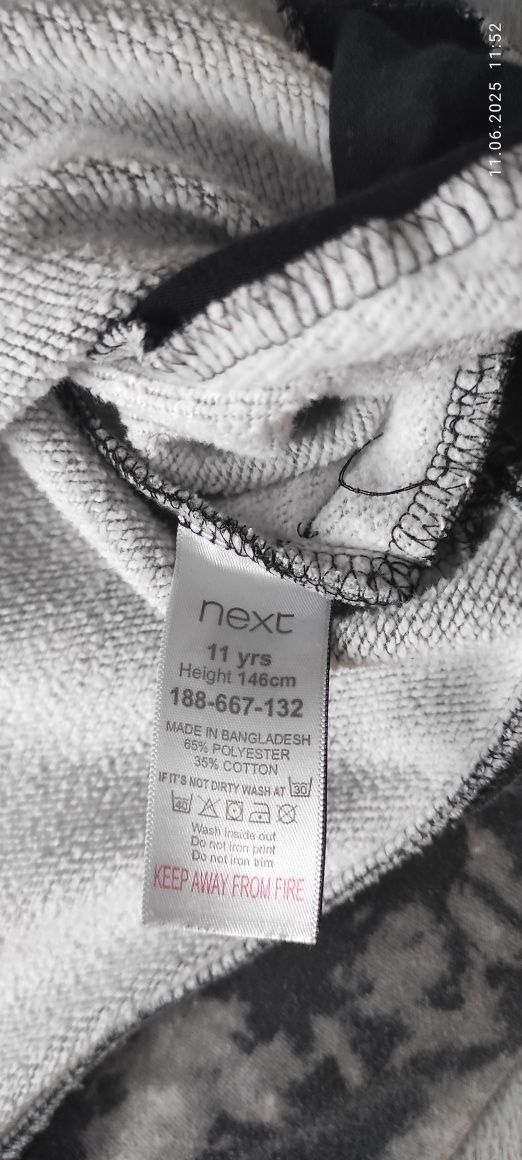 11.06.2025 11:52
next
11 yrs
Height 146cm
188-667-132
MADE IN BANGLADESH
65% POLYESTER
35% COTTON
IF IT'S NOT DIRTY WASH AT 30
40
Wash inside out
Do not iron print
Do not iron trim
KEEP AWAY FROM FIRE